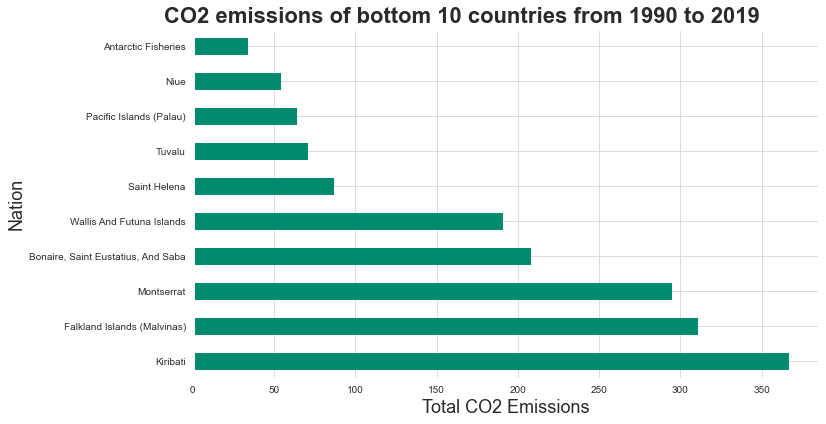 CO2 emissions of bottom 10 countries from 1990 to 2019
Nation
Antarctic Fisheries
Niue
Pacific Islands (Palau)
Tuvalu
Saint Helena
Wallis And Futuna Islands
Bonaire, Saint Eustatius, And Saba
Montserrat
Falkland Islands (Malvinas)
Kiribati
0 50 100 150 200 250 300 350
Total CO2 Emissions